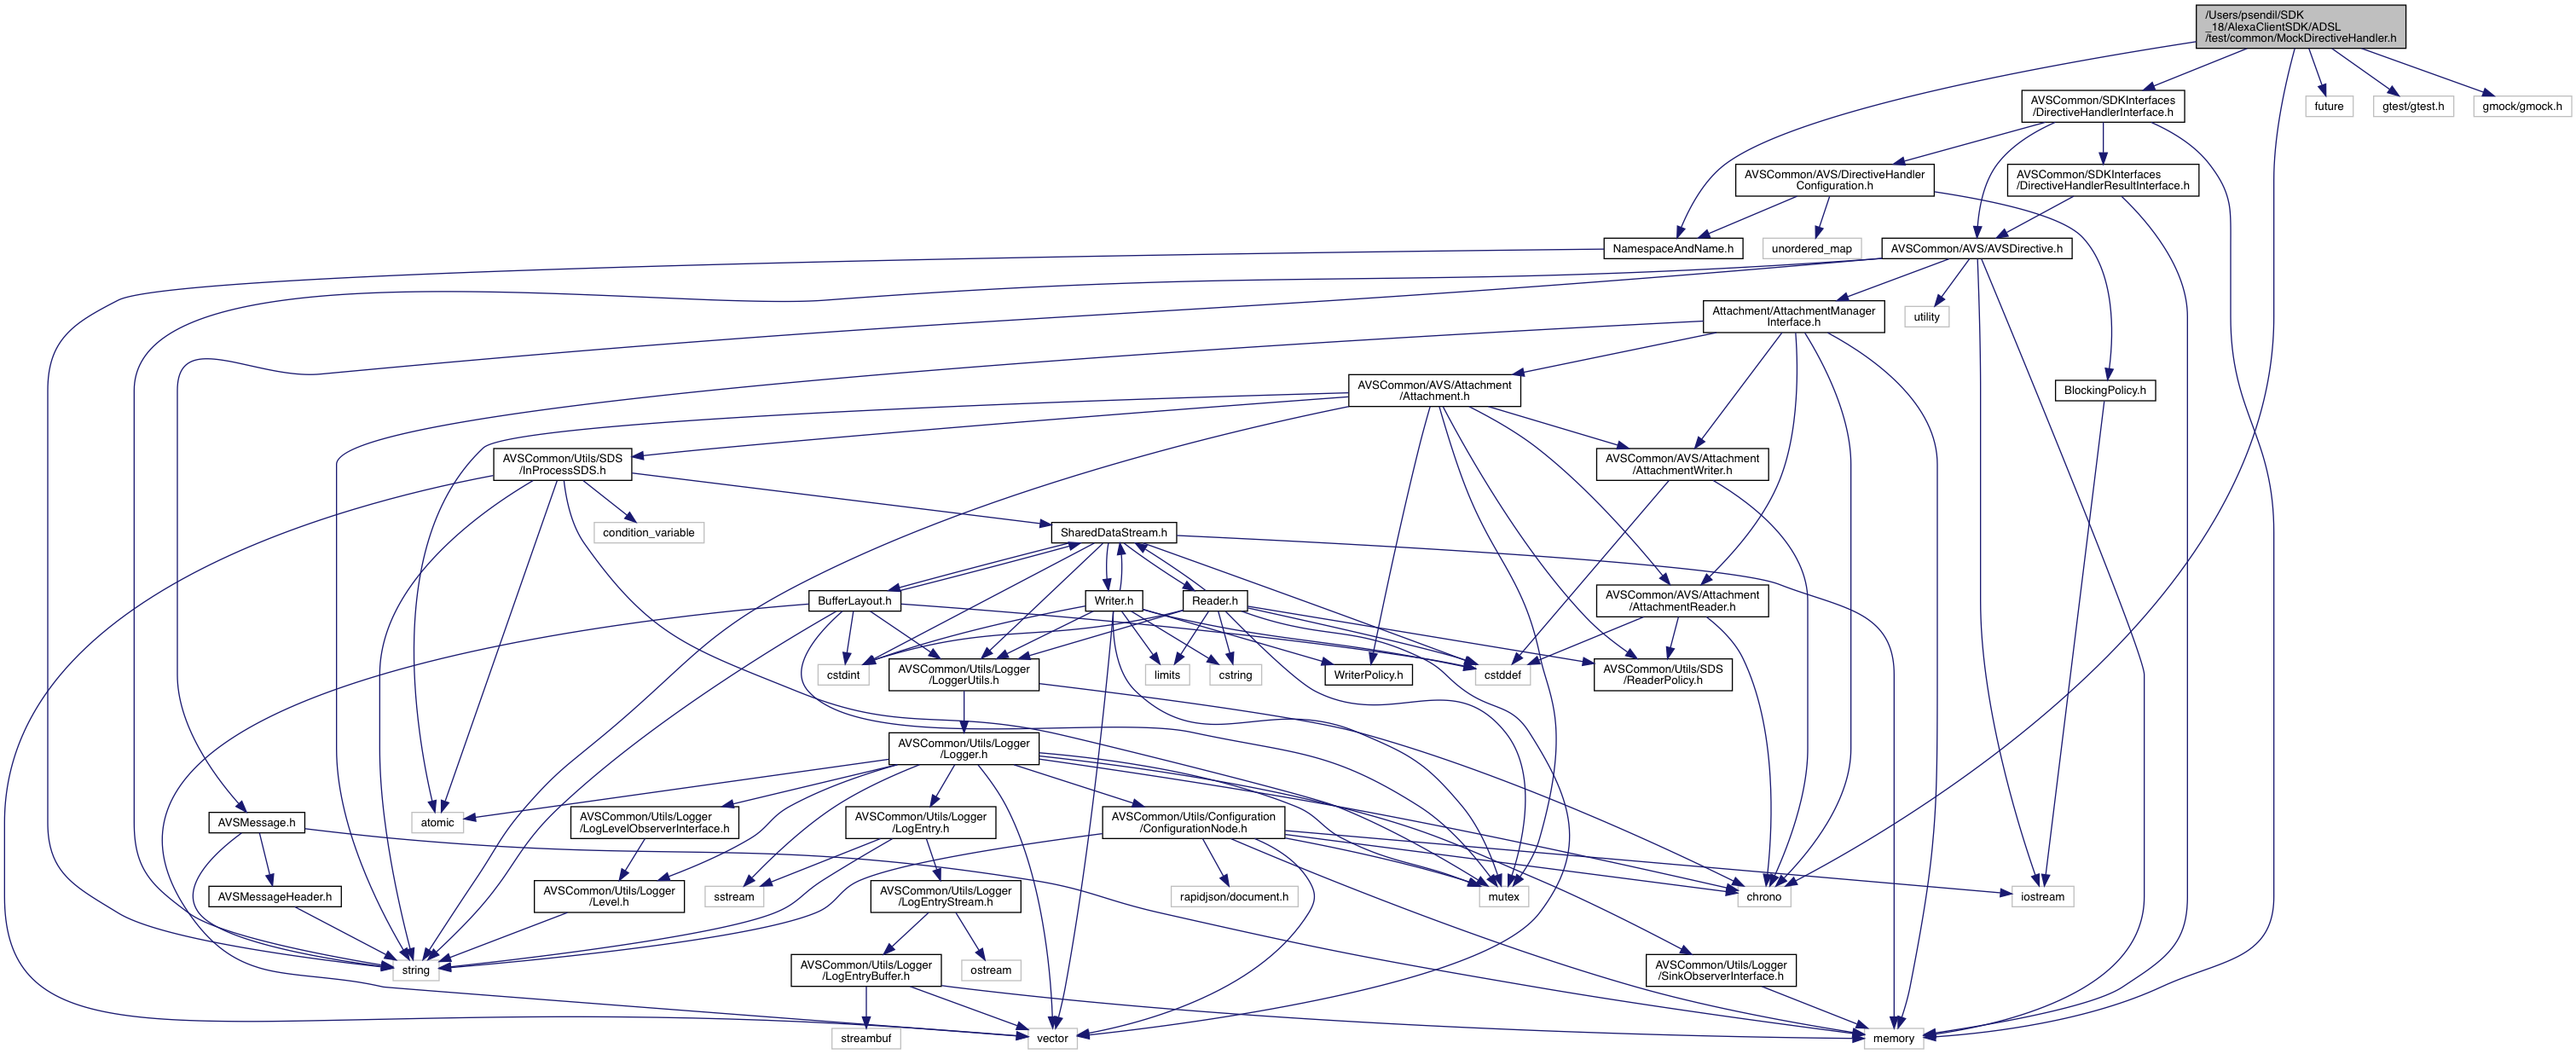 /Users/psendil/SDK
_18/AlexaClientSDK/ADSL
/test/common/MockDirectiveHandler.h
AVSCommon/SDKInterfaces
/DirectiveHandlerInterface.h
future
gtest/gtest.h
gmock/gmock.h
AVSCommon/AVS/DirectiveHandler
Configuration.h
AVSCommon/SDKInterfaces
/DirectiveHandlerResultInterface.h
NamespaceAndName.h
unordered_map
AVSCommon/AVS/AVSDirective.h
Attachment/AttachmentManager
Interface.h
utility
AVSCommon/AVS/Attachment
/Attachment.h
BlockingPolicy.h
AVSCommon/Utils/SDS
/InProcessSDS.h
AVSCommon/AVS/Attachment
/AttachmentWriter.h
condition_variable
SharedDataStream.h
BufferLayout.h
Writer.h
Reader.h
AVSCommon/AVS/Attachment
/AttachmentReader.h
cstdint
AVSCommon/Utils/Logger
/LoggerUtils.h
limits
cstring
WriterPolicy.h
cstddef
AVSCommon/Utils/SDS
/ReaderPolicy.h
AVSCommon/Utils/Logger
/Logger.h
AVSMessage.h
atomic
AVSCommon/Utils/Logger
/LogLevelObserverInterface.h
AVSCommon/Utils/Logger
/LogEntry.h
AVSCommon/Utils/Configuration
/ConfigurationNode.h
AVSMessageHeader.h
AVSCommon/Utils/Logger
/Level.h
sstream
AVSCommon/Utils/Logger
/LogEntryStream.h
rapidjson/document.h
mutex
chrono
iostream
string
AVSCommon/Utils/Logger
/LogEntryBuffer.h
ostream
AVSCommon/Utils/Logger
/SinkObserverInterface.h
streambuf
vector
memory